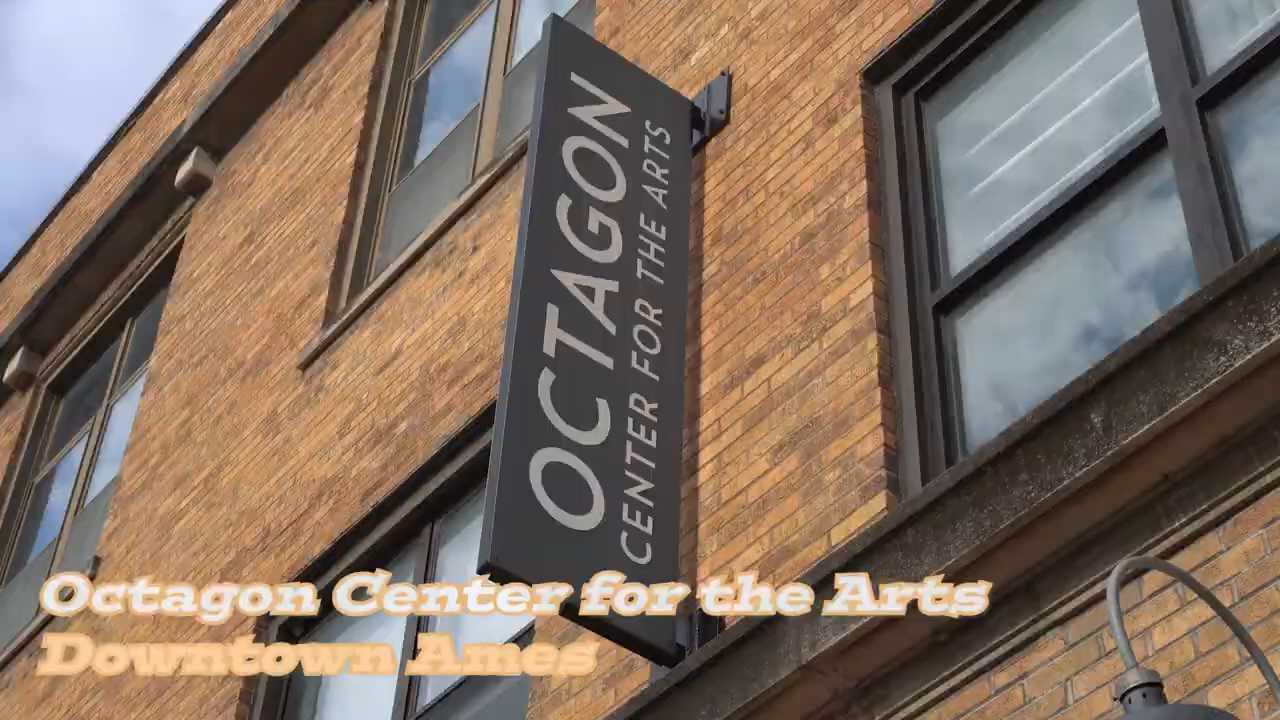 OCTAGON
CENTER FOR THE ARTS
Octagon Center for the Arts
Downtown Ames